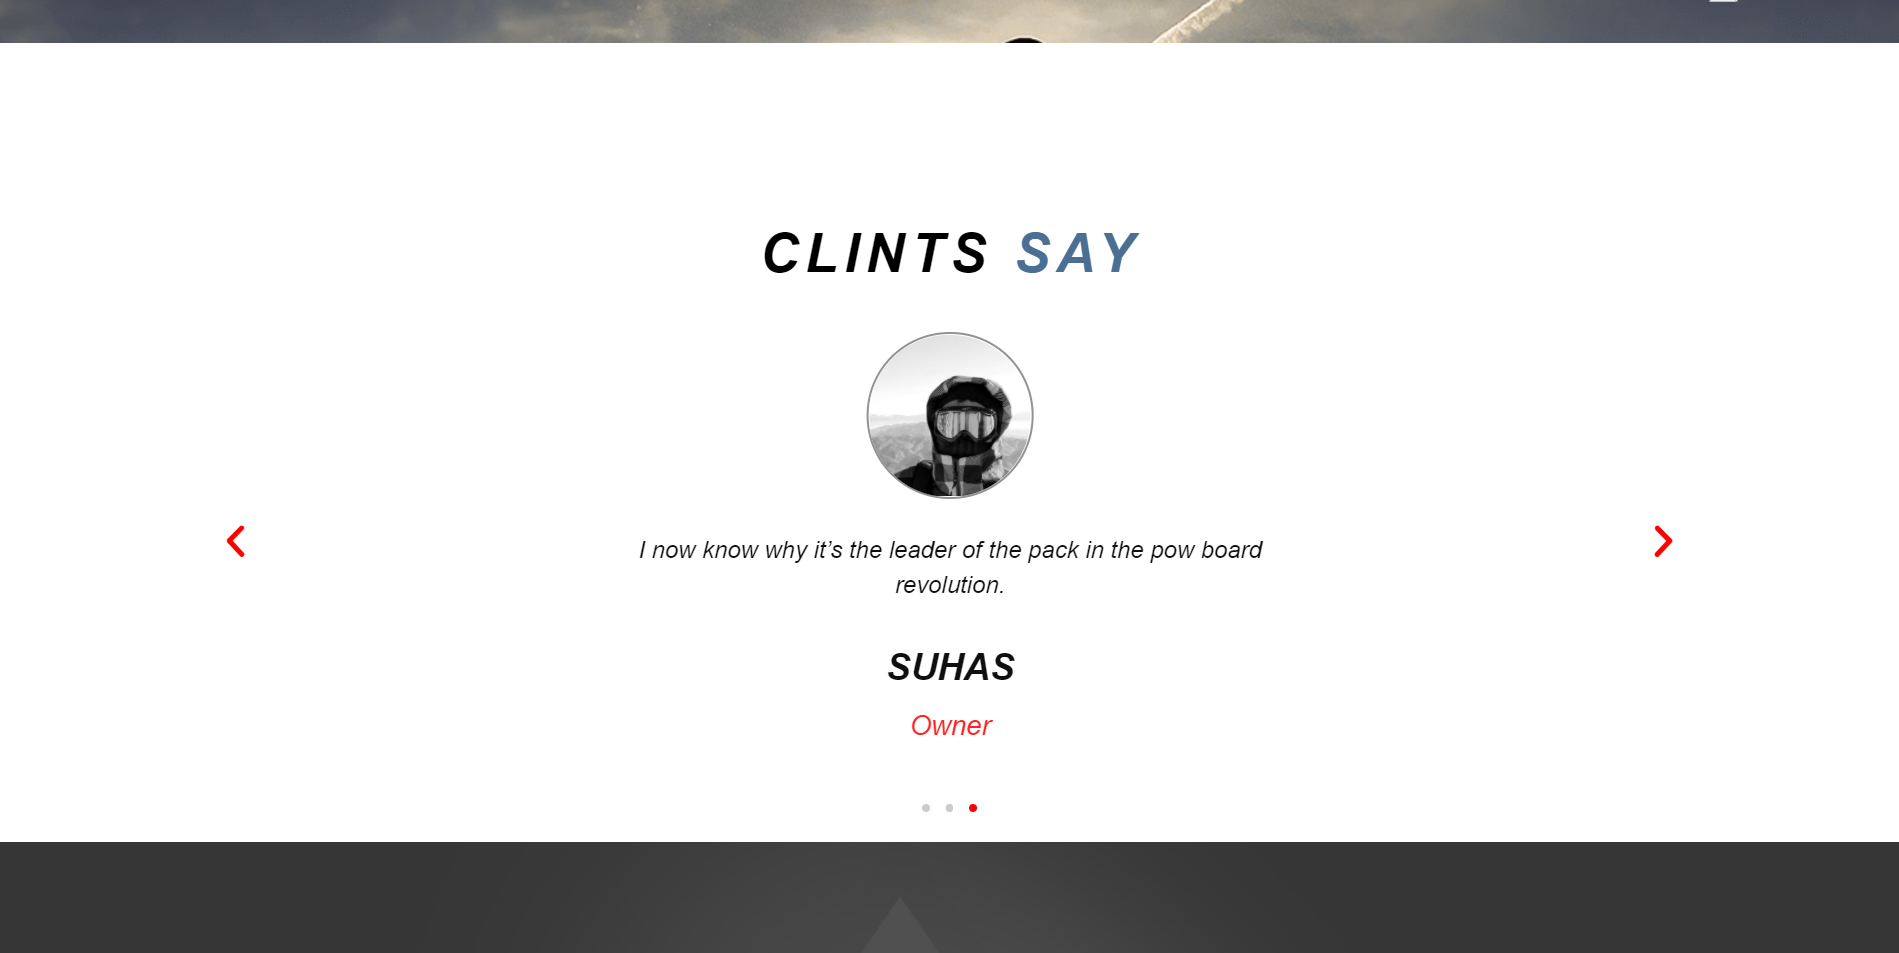 CLINTS SAY
I now know why it’s the leader of the pack in the pow board
revolution.
SUHAS
Owner